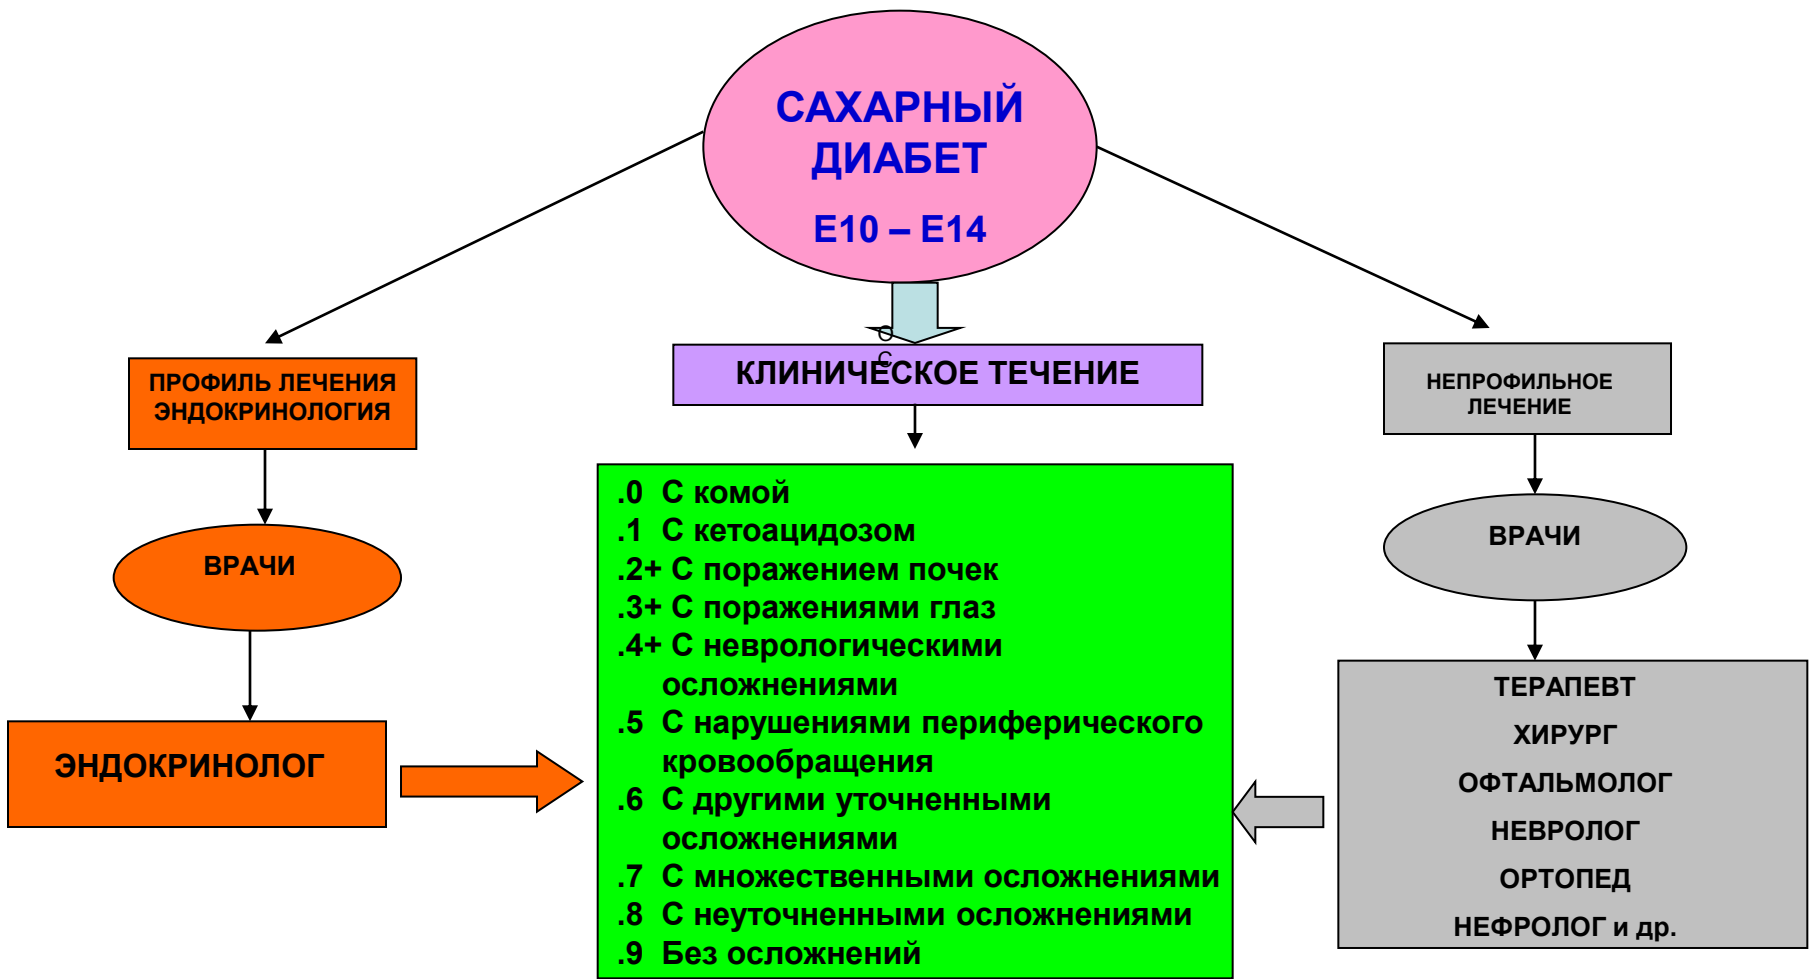 САХАРНЫЙ
ДИАБЕТ
E10 – E14
О
С
ПРОФИЛЬ ЛЕЧЕНИЯ
ЭНДОКРИНОЛОГИЯ
КЛИНИЧЕСКОЕ ТЕЧЕНИЕ
НЕПРОФИЛЬНОЕ
ЛЕЧЕНИЕ
ВРАЧИ
ЭНДОКРИНОЛОГ
.0 С комой
.1 С кетоацидозом
.2+ С поражением почек
.3+ С поражениями глаз
.4+ С неврологическими
осложнениями
.5 С нарушениями периферического
кровообращения
.6 С другими уточненными
осложнениями
.7 С множественными осложнениями
.8 С неуточненными осложнениями
.9 Без осложнений
ВРАЧИ
ТЕРАПЕВТ
ХИРУРГ
ОФТАЛЬМОЛОГ
НЕВРОЛОГ
ОРТОПЕД
НЕФРОЛОГ и др.